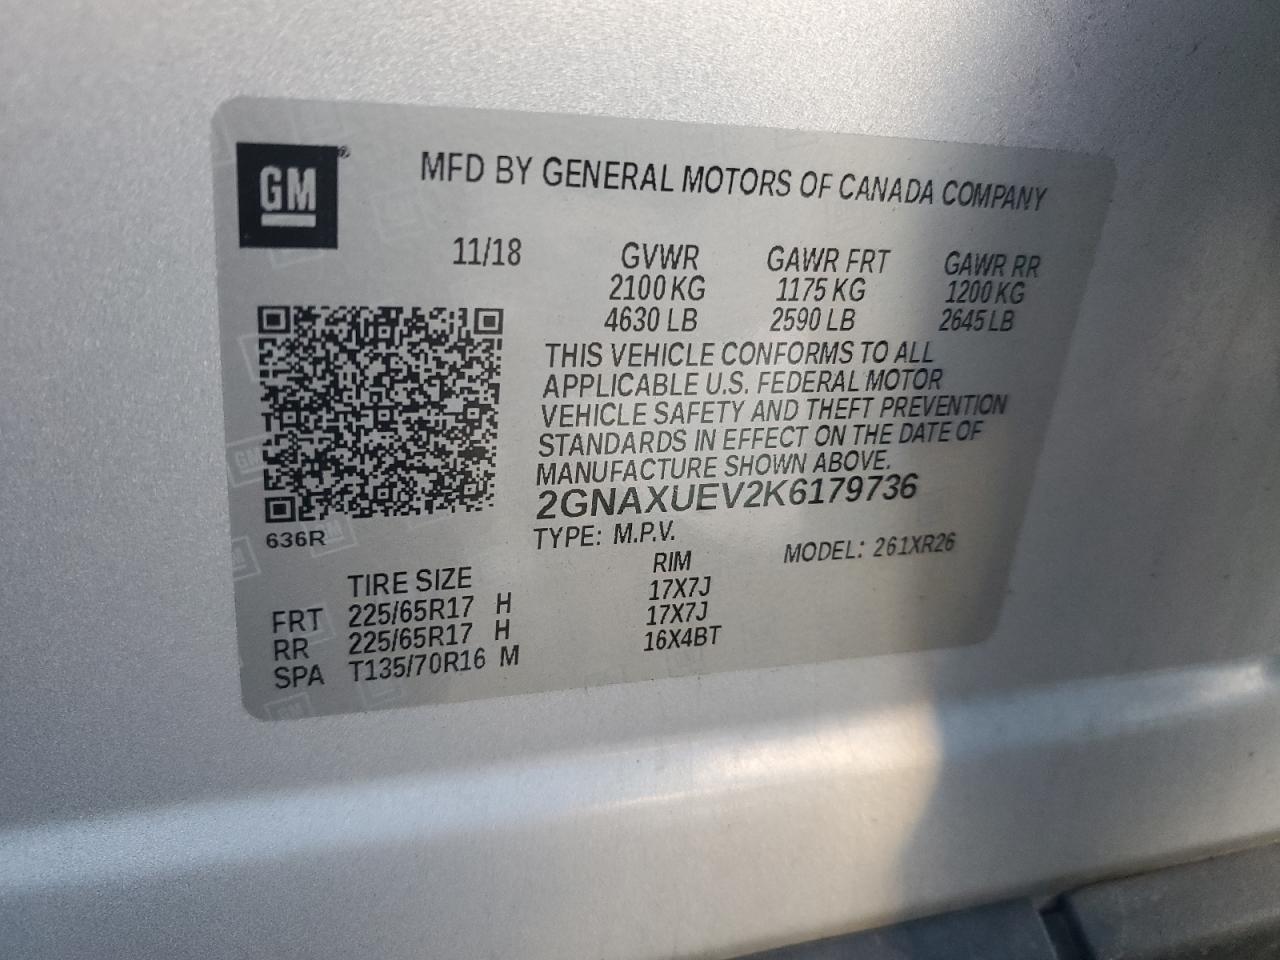 GM®
MFD BY GENERAL MOTORS OF CANADA COMPANY
11/18 GVWR GAWR FRT GAWR RR
2100 KG 1175 KG 1200 KG
4630 LB 2590 LB 2645 LB
THIS VEHICLE CONFORMS TO ALL
APPLICABLE U.S. FEDERAL MOTOR
VEHICLE SAFETY AND THEFT PREVENTION
STANDARDS IN EFFECT ON THE DATE OF
MANUFACTURE SHOWN ABOVE.
2GNAXUEV2K6179736
636R
TYPE: M.P.V. MODEL: 261XR26
TIRE SIZE RIM
FRT 225/65R17 H 17X7J
RR 225/65R17 H 17X7J
SPA T135/70R16 M 16X4BT